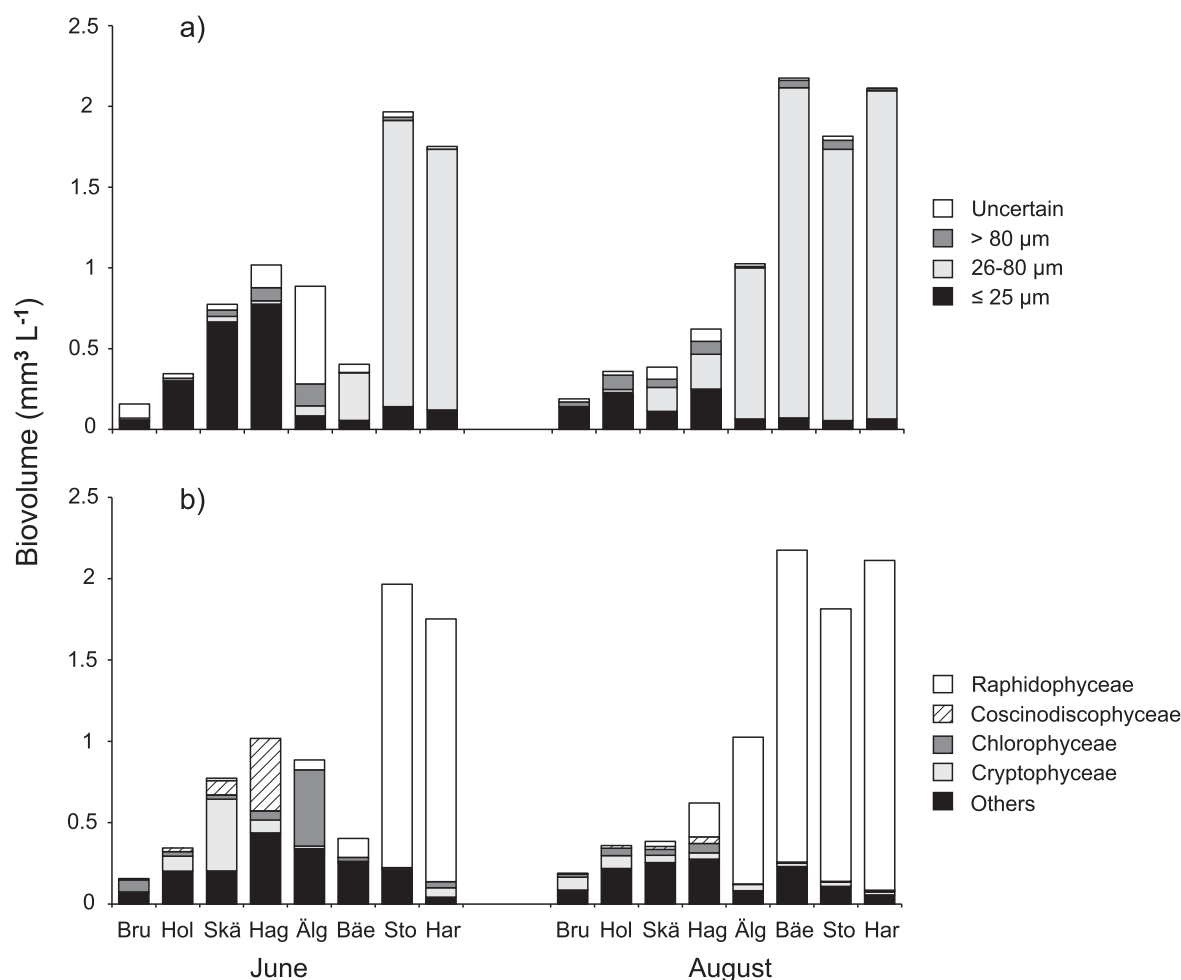 a)
2.5
2
1.5
1
0.5
0
Uncertain
> 80 µm
26-80 µm
≤ 25 µm
Biovolume (mm³ L⁻¹)
b)
2.5
2
1.5
1
0.5
0
Raphidophyceae
Coscinodiscophyceae
Chlorophyceae
Cryptophyceae
Others
Bru Hol Skä Hag Älg Bäe Sto Har Bru Hol Skä Hag Älg Bäe Sto Har
June August